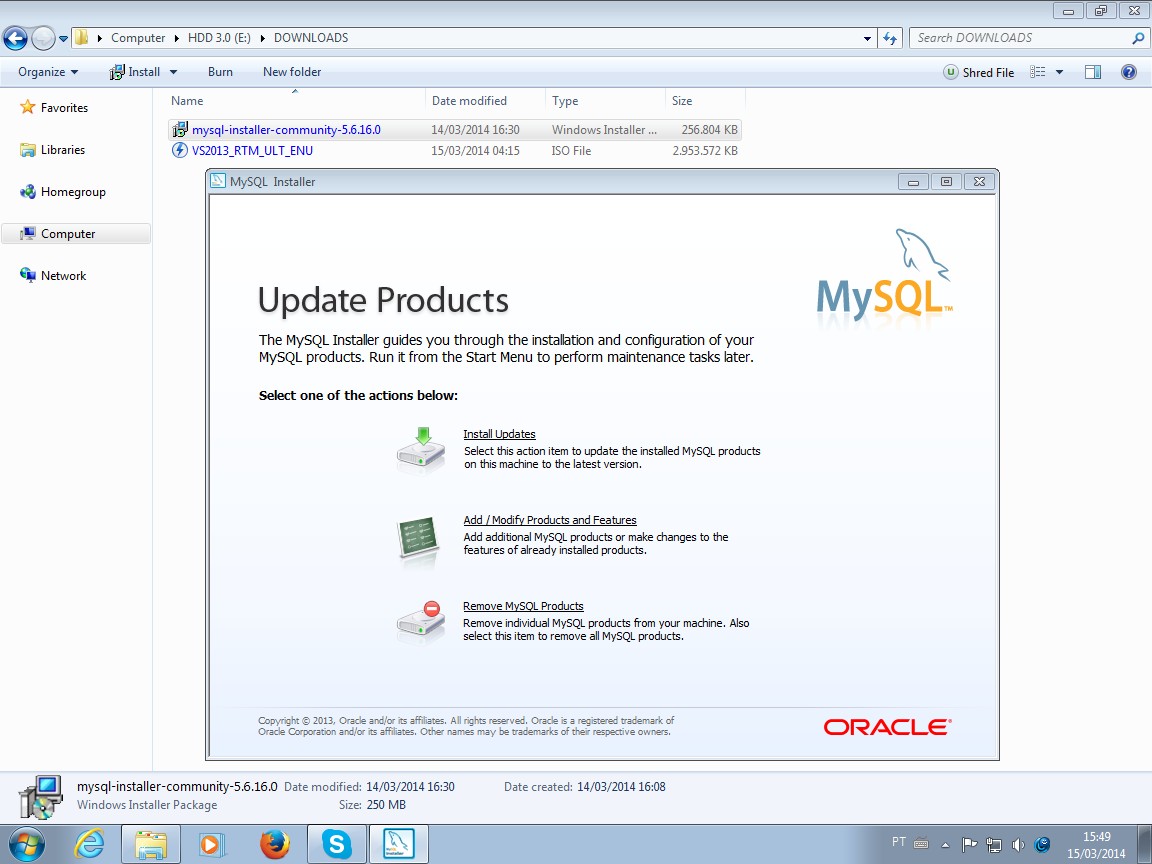 Computer HDD 3.0 (E:) DOWNLOADS
Search DOWNLOADS
Organize Install Burn New folder Shred File
Favorites
Libraries
Homegroup
Computer
Network
Name Date modified Type Size
mysql-installer-community-5.6.16.0 14/03/2014 16:30 Windows Installer ... 256.804 KB
VS2013_RTM_ULT_ENU 15/03/2014 04:15 ISO File 2.953.572 KB
MySQL Installer
MySQL™
Update Products
The MySQL Installer guides you through the installation and configuration of your
MySQL products. Run it from the Start Menu to perform maintenance tasks later.
Select one of the actions below:
Install Updates
Select this action item to update the installed MySQL products
on this machine to the latest version.
Add / Modify Products and Features
Add additional MySQL products or make changes to the
features of already installed products.
Remove MySQL Products
Remove individual MySQL products from your machine. Also
select this item to remove all MySQL products.
Copyright © 2013, Oracle and/or its affiliates. All rights reserved. Oracle is a registered trademark of
Oracle Corporation and/or its affiliates. Other names may be trademarks of their respective owners.
ORACLE®
mysql-installer-community-5.6.16.0 Date modified: 14/03/2014 16:30 Date created: 14/03/2014 16:08
Windows Installer Package Size: 250 MB
PT
15:49
15/03/2014